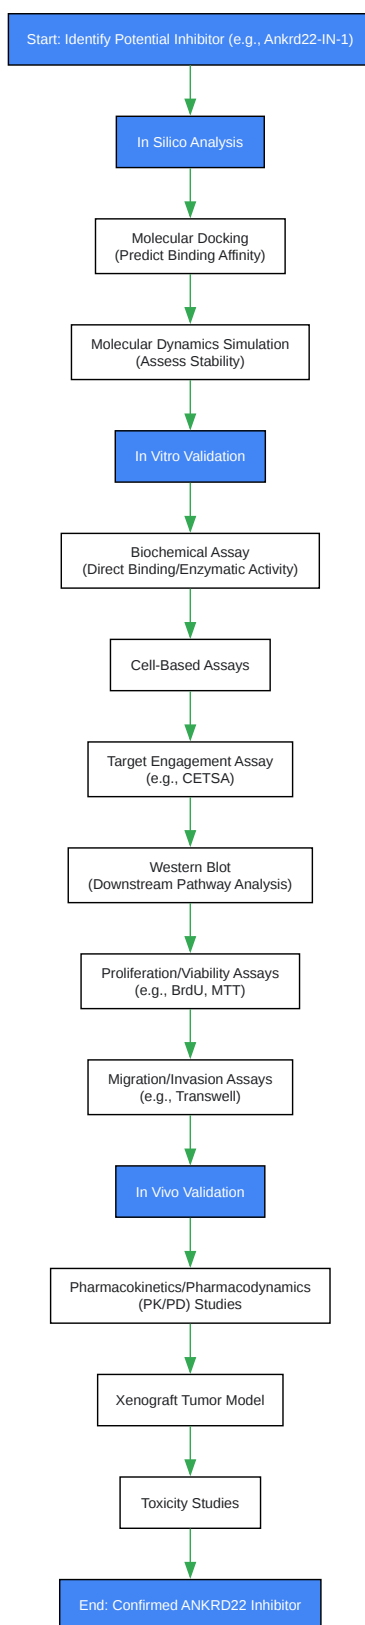 Start: Identify Potential Inhibitor (e.g., Ankrd22-IN-1)
In Silico Analysis
Molecular Docking
(Predict Binding Affinity)
Molecular Dynamics Simulation
(Assess Stability)
In Vitro Validation
Biochemical Assay
(Direct Binding/Enzymatic Activity)
Cell-Based Assays
Target Engagement Assay
(e.g., CETSA)
Western Blot
(Downstream Pathway Analysis)
Proliferation/Viability Assays
(e.g., BrdU, MTT)
Migration/Invasion Assays
(e.g., Transwell)
In Vivo Validation
Pharmacokinetics/Pharmacodynamics
(PK/PD) Studies
Xenograft Tumor Model
Toxicity Studies
End: Confirmed ANKRD22 Inhibitor